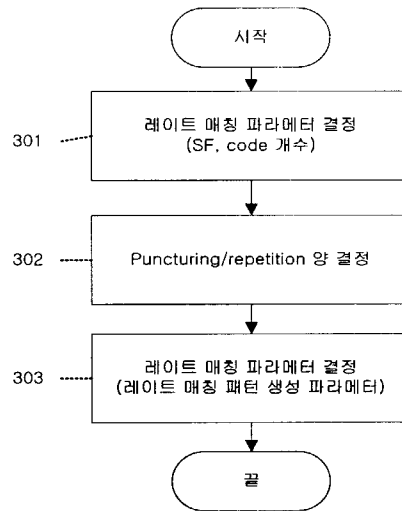 시작
301
레이트 매칭 파라메터 결정
(SF, code 개수)
302
Puncturing/repetition 양 결정
303
레이트 매칭 파라메터 결정
(레이트 매칭 패턴 생성 파라메터)
끝